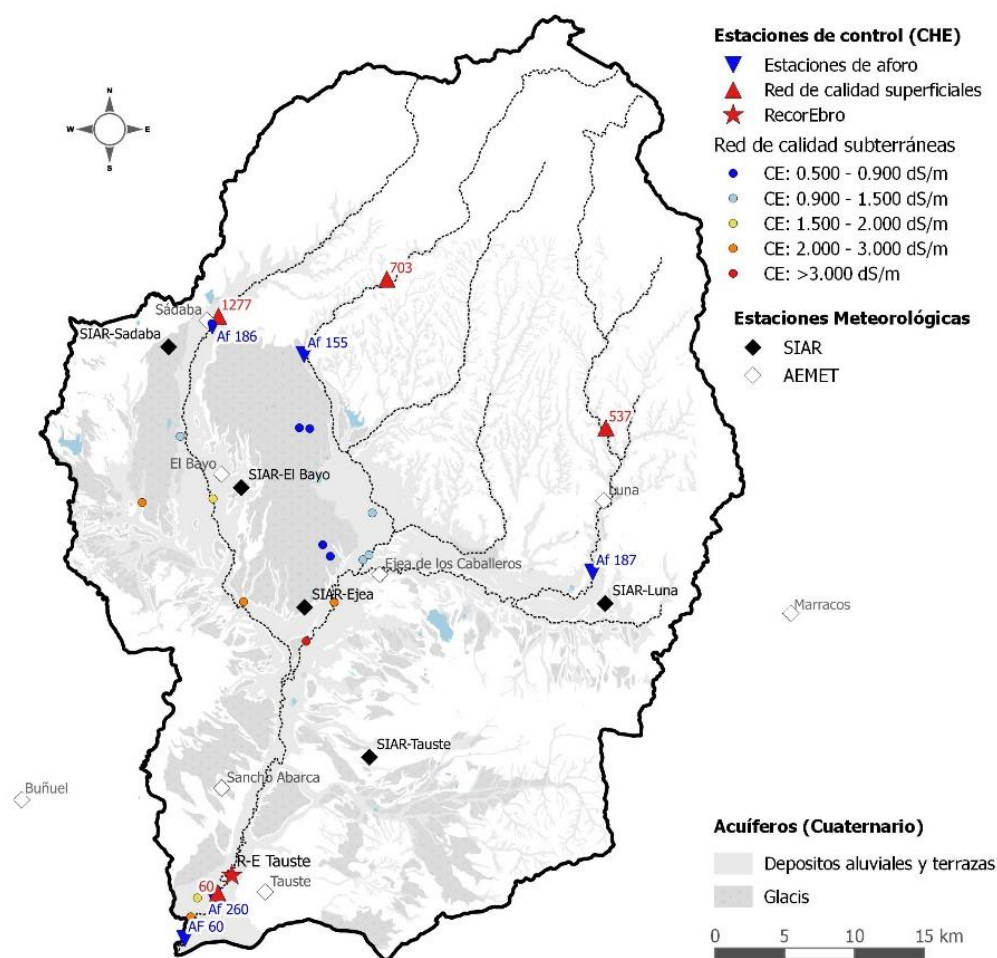 Estaciones de control (CHE)
Estaciones de aforo
Red de calidad superficiales
RecorEbro
Red de calidad subterráneas
CE: 0.500 - 0.900 dS/m
CE: 0.900 - 1.500 dS/m
CE: 1.500 - 2.000 dS/m
CE: 2.000 - 3.000 dS/m
CE: >3.000 dS/m
Estaciones Meteorológicas
SIAR
AEMET
N
W
E
S
703
Sádaba
1277
SIAR-Sadaba
Af 186
Af 155
537
El Bayo
SIAR-El Bayo
Luna
Ejea de los Caballeros
Af 187
SIAR-Ejea
SIAR-Luna
Marracos
SIAR-Tauste
Sancho Abarca
Buñuel
R-E Tauste
60
Tauste
Af 260
AF 60
Acuíferos (Cuaternario)
Depositos aluviales y terrazas
Glacis
0 5 10 15 km